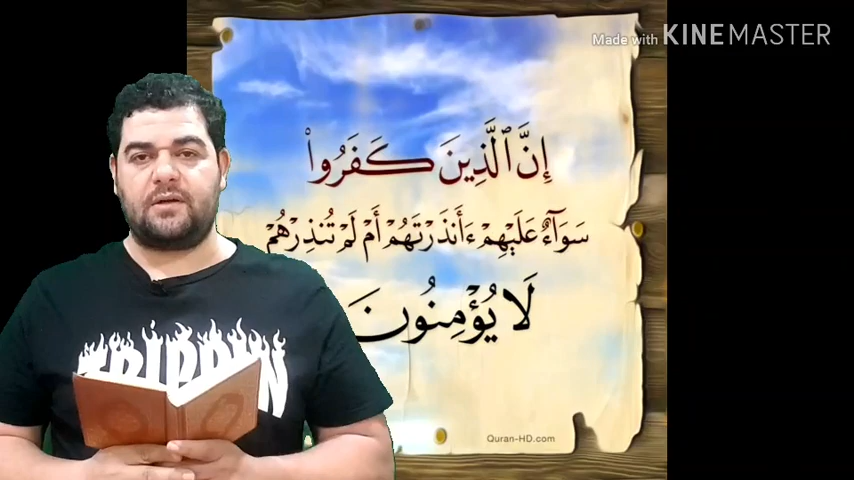 Made with KINEMASTER
إِنَّ ٱلَّذِينَ كَفَرُوا۟
سَوَآءٌ عَلَيْهِمْ ءَأَنذَرْتَهُمْ أَمْ لَمْ تُنذِرْهُمْ
لَا يُؤْمِنُونَ
Quran-HD.com